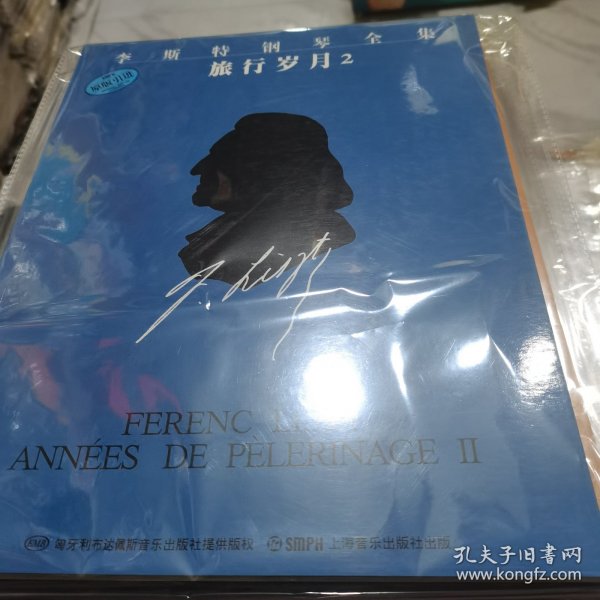 李斯特钢琴全集
旅行岁月2
原版引进
F. Liszt
FERENC
ANNÉES DE PÈLERINAGE II
EMB 匈牙利布达佩斯音乐出版社提供版权 SMPH 上海音乐出版社出版
孔夫子旧书网
www.kongfz.com